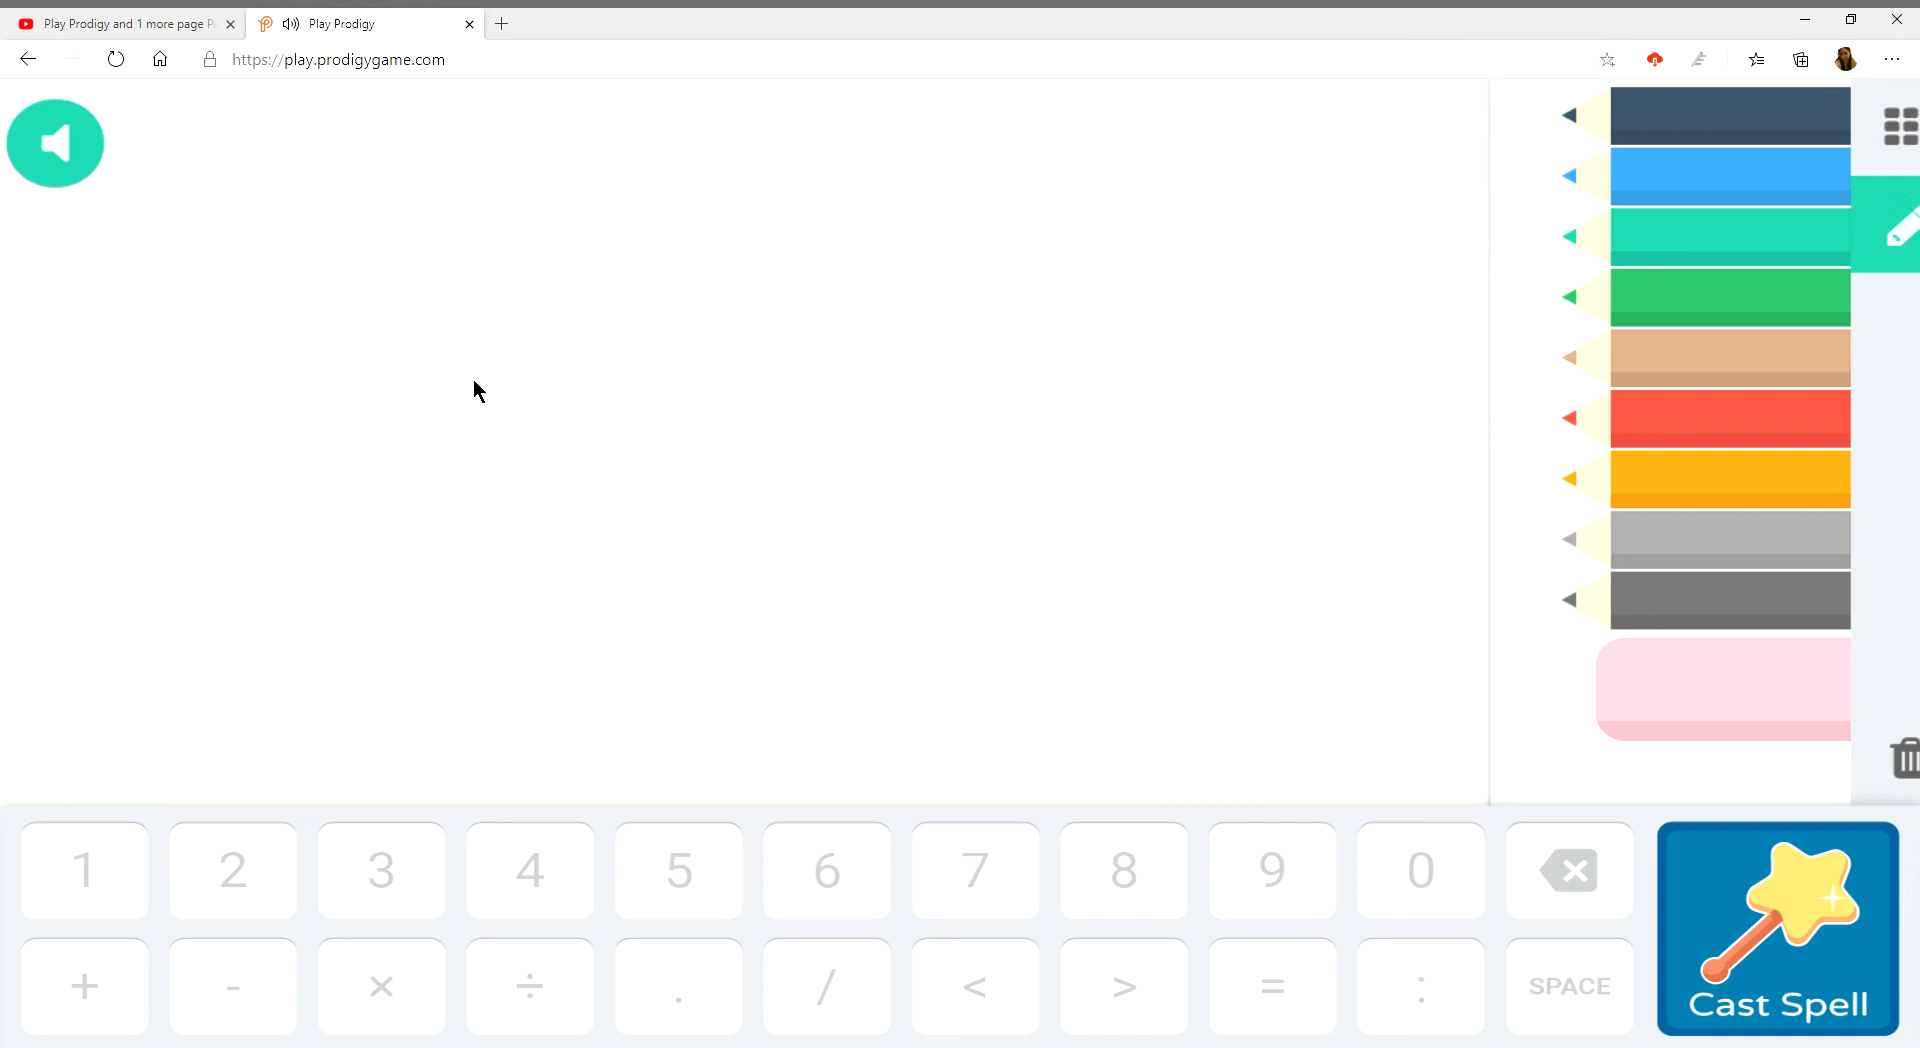 Play Prodigy and 1 more page
Play Prodigy
https://play.prodigygame.com
1 2 3 4 5 6 7 8 9 0
+ - × ÷ . / < > = : SPACE
Cast Spell